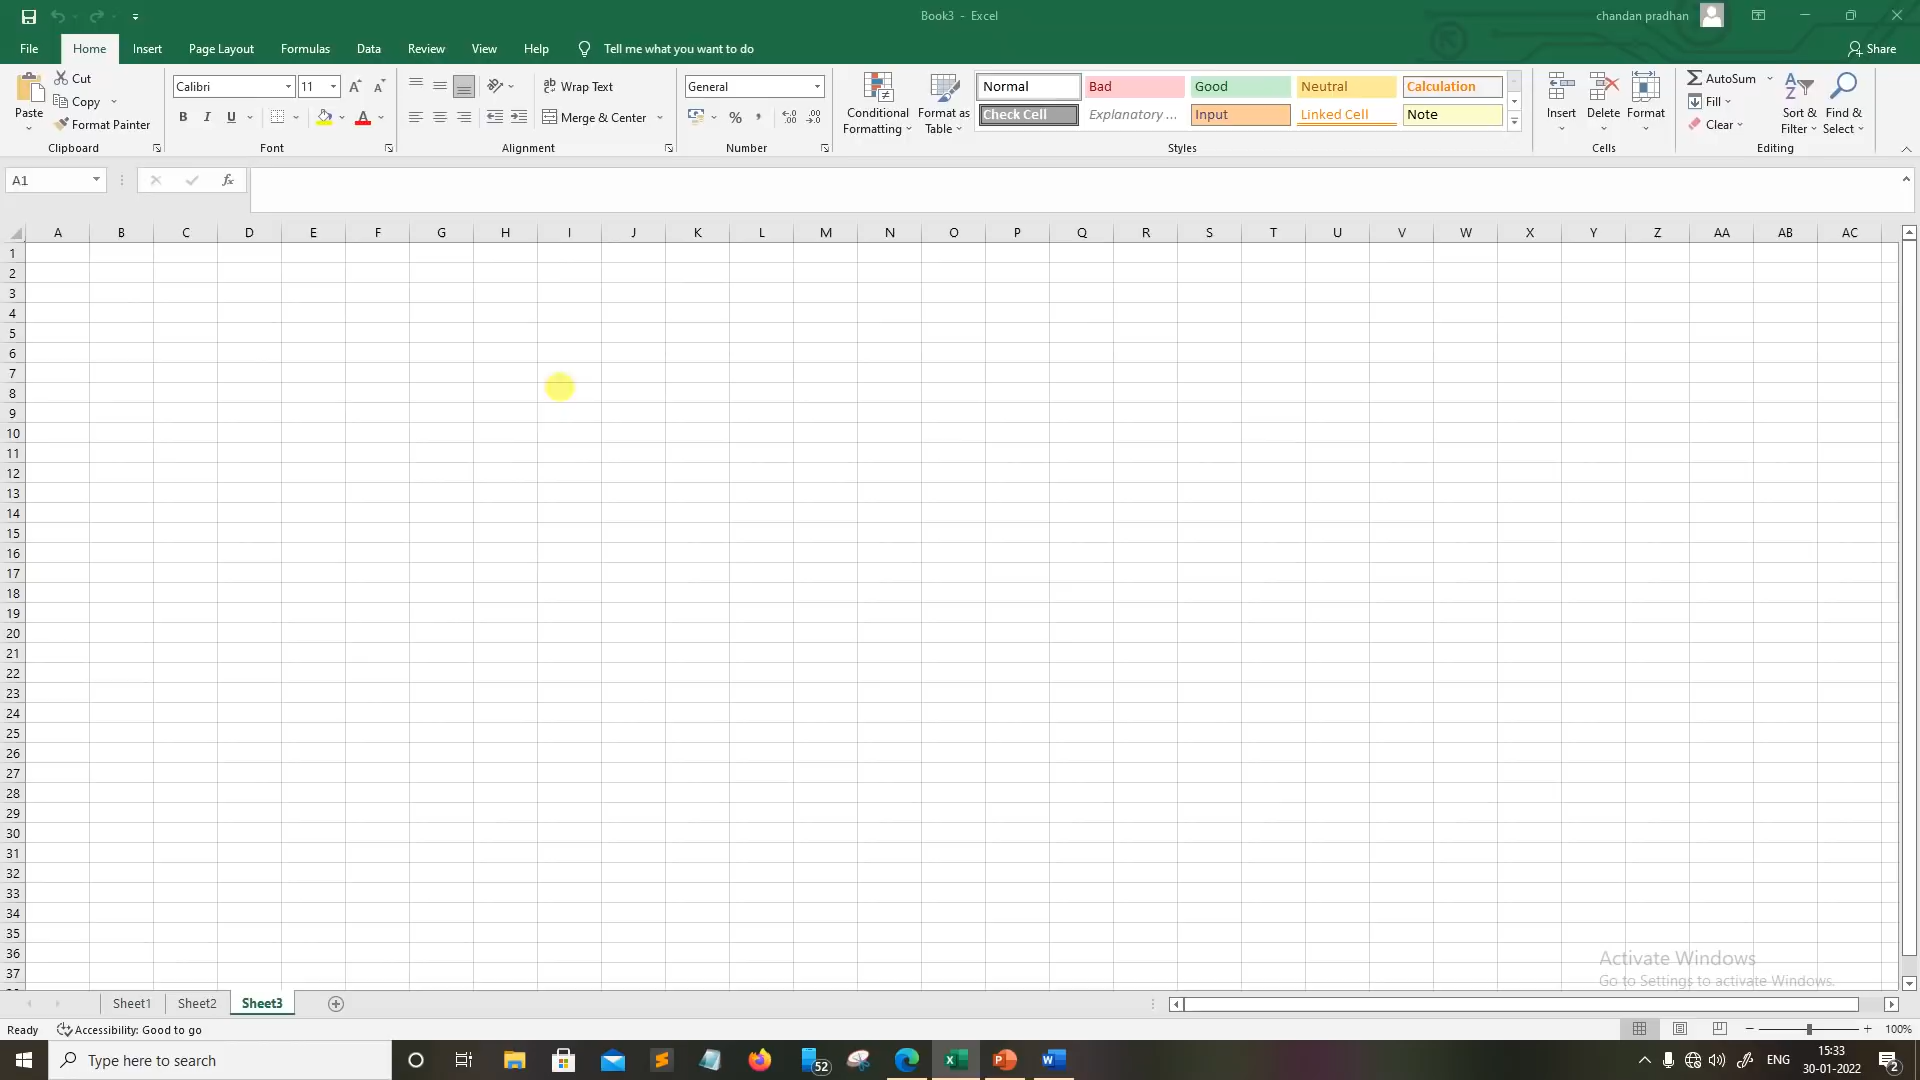 Book3 - Excel
chandan pradhan
File Home Insert Page Layout Formulas Data Review View Help Tell me what you want to do Share
Paste
Cut
Copy
Format Painter
Clipboard
Calibri 11
B I U
Font
Wrap Text
Merge & Center
Alignment
General
Number
Conditional Formatting
Format as Table
Normal Bad Good Neutral Calculation
Check Cell Explanatory ... Input Linked Cell Note
Styles
Insert Delete Format
Cells
AutoSum
Fill
Clear
Sort & Filter
Find & Select
Editing
A1 fx
A B C D E F G H I J K L M N O P Q R S T U V W X Y Z AA AB AC
1
2
3
4
5
6
7
8
9
10
11
12
13
14
15
16
17
18
19
20
21
22
23
24
25
26
27
28
29
30
31
32
33
34
35
36
37
Activate Windows
Go to Settings to activate Windows.
Sheet1 Sheet2 Sheet3
Ready Accessibility: Good to go 100%
Type here to search
52
ENG
15:33
30-01-2022
2